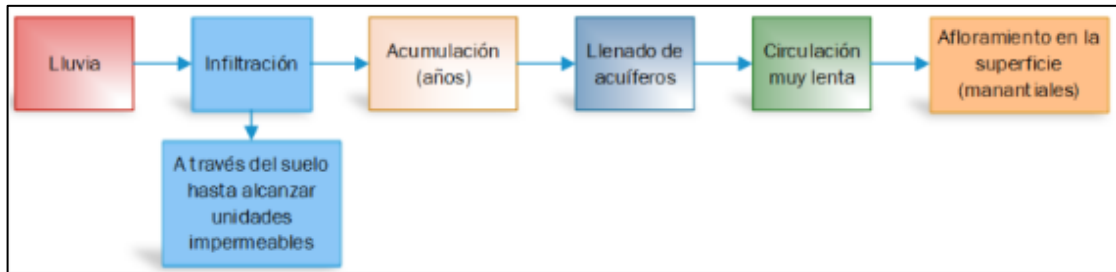 Lluvia
Infiltración
Acumulación
(años)
Llenado de
acuíferos
Circulación
muy lenta
Afloramiento en la
superficie
(manantiales)
A través del suelo
hasta alcanzar
unidades
impermeables